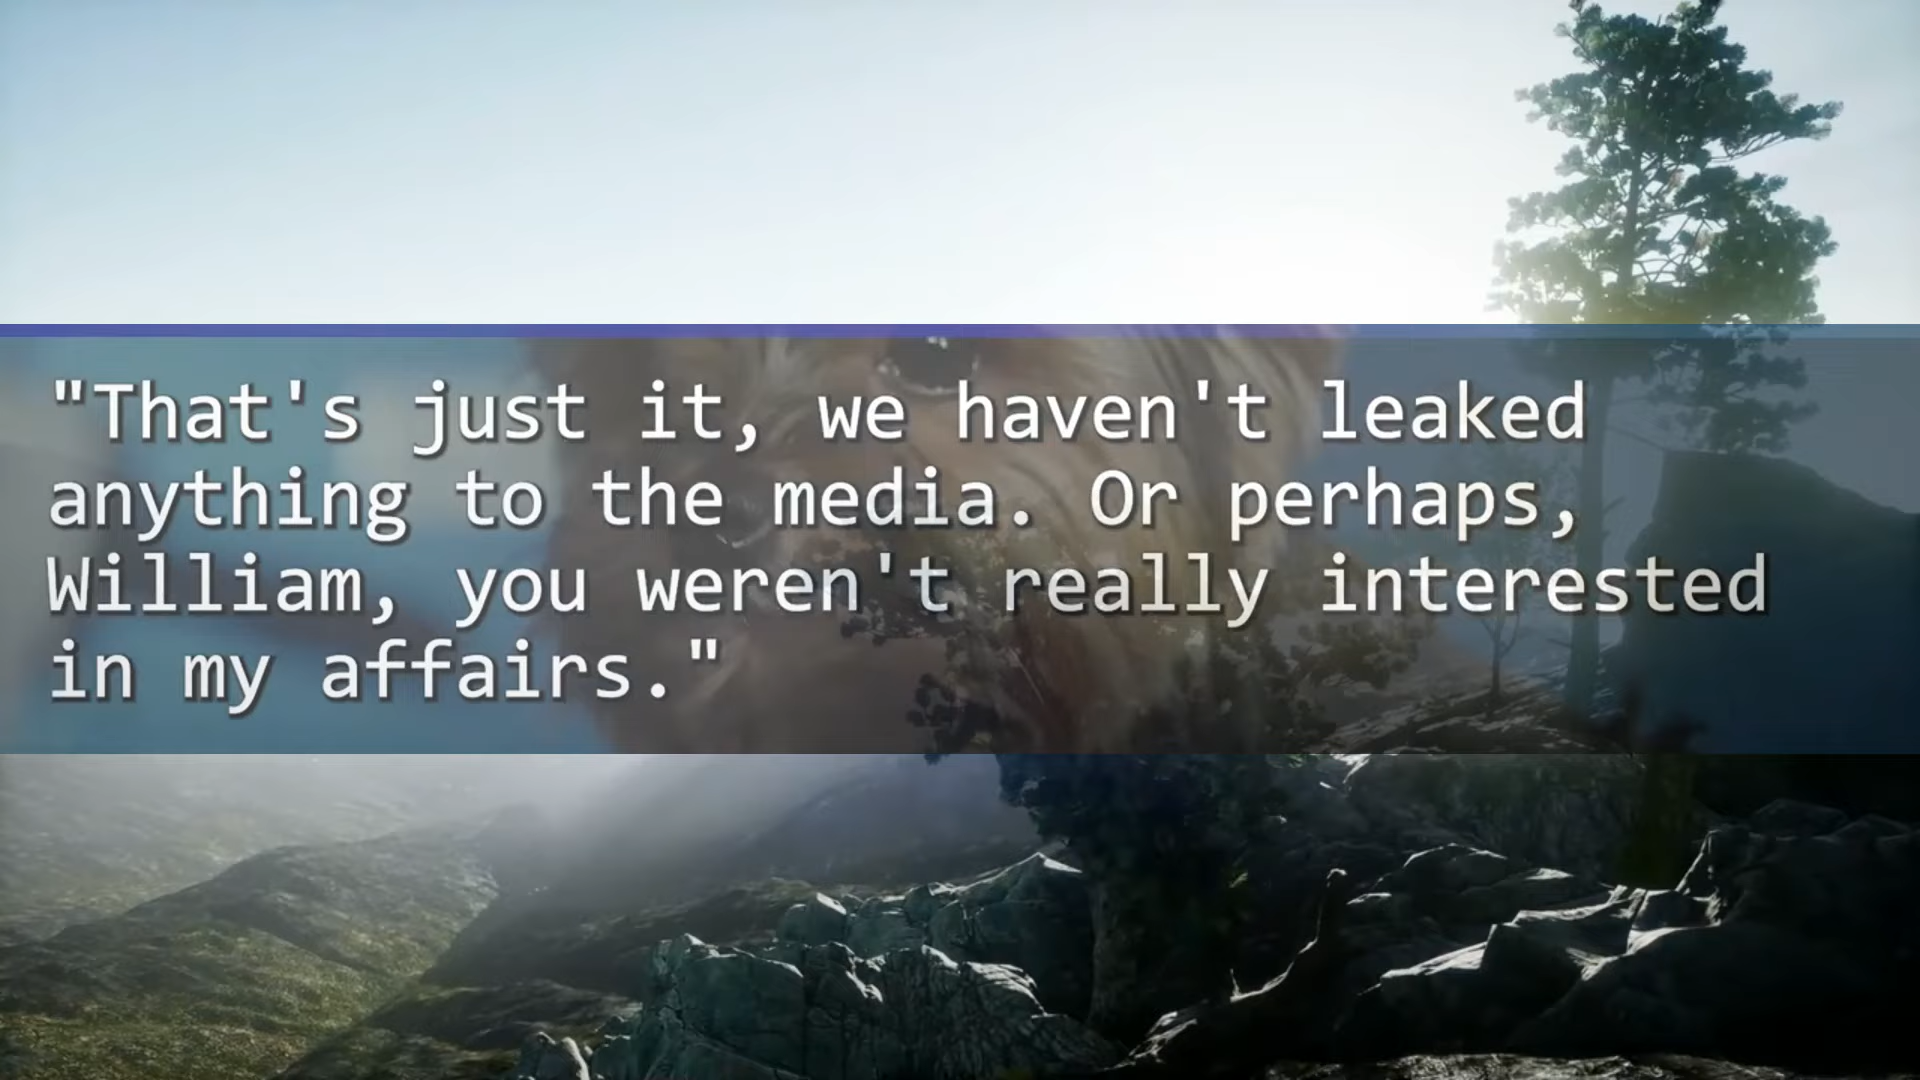 "That's just it, we haven't leaked
anything to the media. Or perhaps,
William, you weren't really interested
in my affairs."